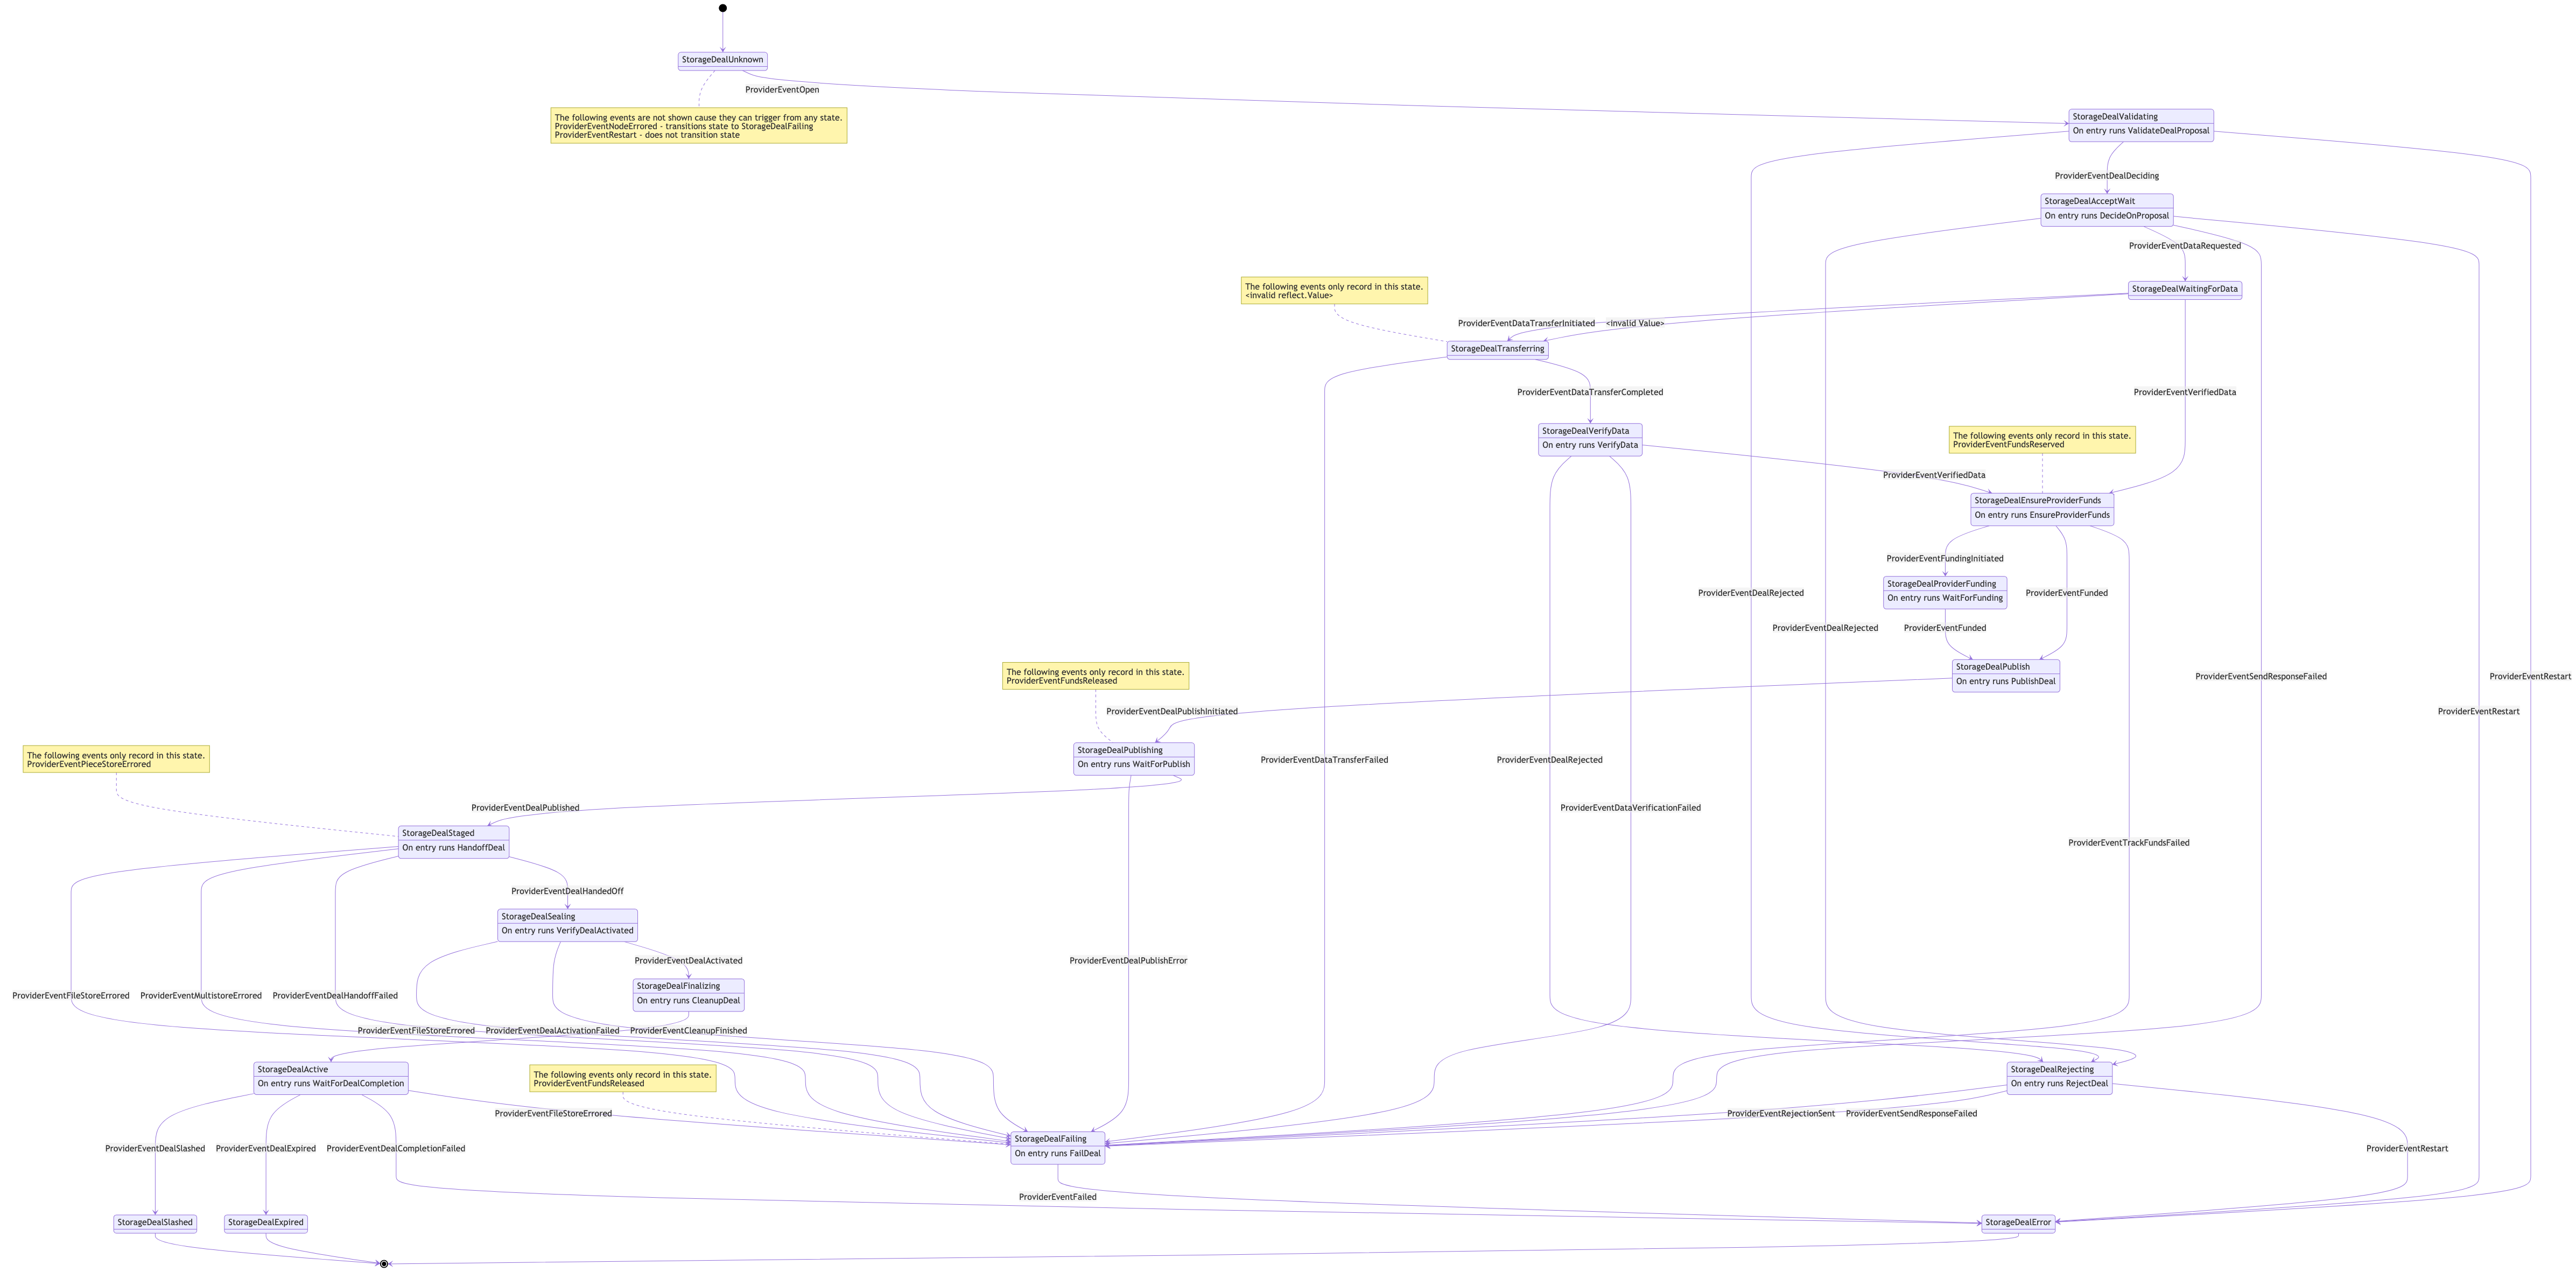 StorageDealUnknown
ProviderEventOpen
The following events are not shown cause they can trigger from any state.
ProviderEventNodeErrored - transitions state to StorageDealFailing
ProviderEventRestart - does not transition state
StorageDealValidating
On entry runs ValidateDealProposal
ProviderEventDealDeciding
StorageDealAcceptWait
On entry runs DecideOnProposal
ProviderEventDataRequested
The following events only record in this state.
<invalid reflect.Value>
StorageDealWaitingForData
ProviderEventDataTransferInitiated
<invalid Value>
StorageDealTransferring
ProviderEventDataTransferCompleted
ProviderEventVerifiedData
StorageDealVerifyData
On entry runs VerifyData
The following events only record in this state.
ProviderEventFundsReserved
ProviderEventVerifiedData
StorageDealEnsureProviderFunds
On entry runs EnsureProviderFunds
ProviderEventFundingInitiated
StorageDealProviderFunding
On entry runs WaitForFunding
ProviderEventDealRejected
ProviderEventFunded
ProviderEventDealRejected
ProviderEventFunded
StorageDealPublish
On entry runs PublishDeal
ProviderEventSendResponseFailed
ProviderEventRestart
The following events only record in this state.
ProviderEventFundsReleased
ProviderEventDealPublishInitiated
ProviderEventRestart
StorageDealPublishing
On entry runs WaitForPublish
The following events only record in this state.
ProviderEventPieceStoreErrored
ProviderEventDataTransferFailed
ProviderEventDealRejected
ProviderEventDealPublished
ProviderEventDataVerificationFailed
StorageDealStaged
On entry runs HandoffDeal
ProviderEventTrackFundsFailed
ProviderEventDealHandedOff
StorageDealSealing
On entry runs VerifyDealActivated
ProviderEventDealActivated
ProviderEventDealPublishError
StorageDealFinalizing
On entry runs CleanupDeal
ProviderEventFileStoreErrored
ProviderEventMultistoreErrored
ProviderEventDealHandoffFailed
ProviderEventFileStoreErrored
ProviderEventDealActivationFailed
ProviderEventCleanupFinished
StorageDealActive
On entry runs WaitForDealCompletion
The following events only record in this state.
ProviderEventFundsReleased
StorageDealRejecting
On entry runs RejectDeal
ProviderEventFileStoreErrored
ProviderEventRejectionSent
ProviderEventSendResponseFailed
StorageDealFailing
On entry runs FailDeal
ProviderEventDealSlashed
ProviderEventDealExpired
ProviderEventDealCompletionFailed
ProviderEventRestart
ProviderEventFailed
StorageDealSlashed
StorageDealExpired
StorageDealError